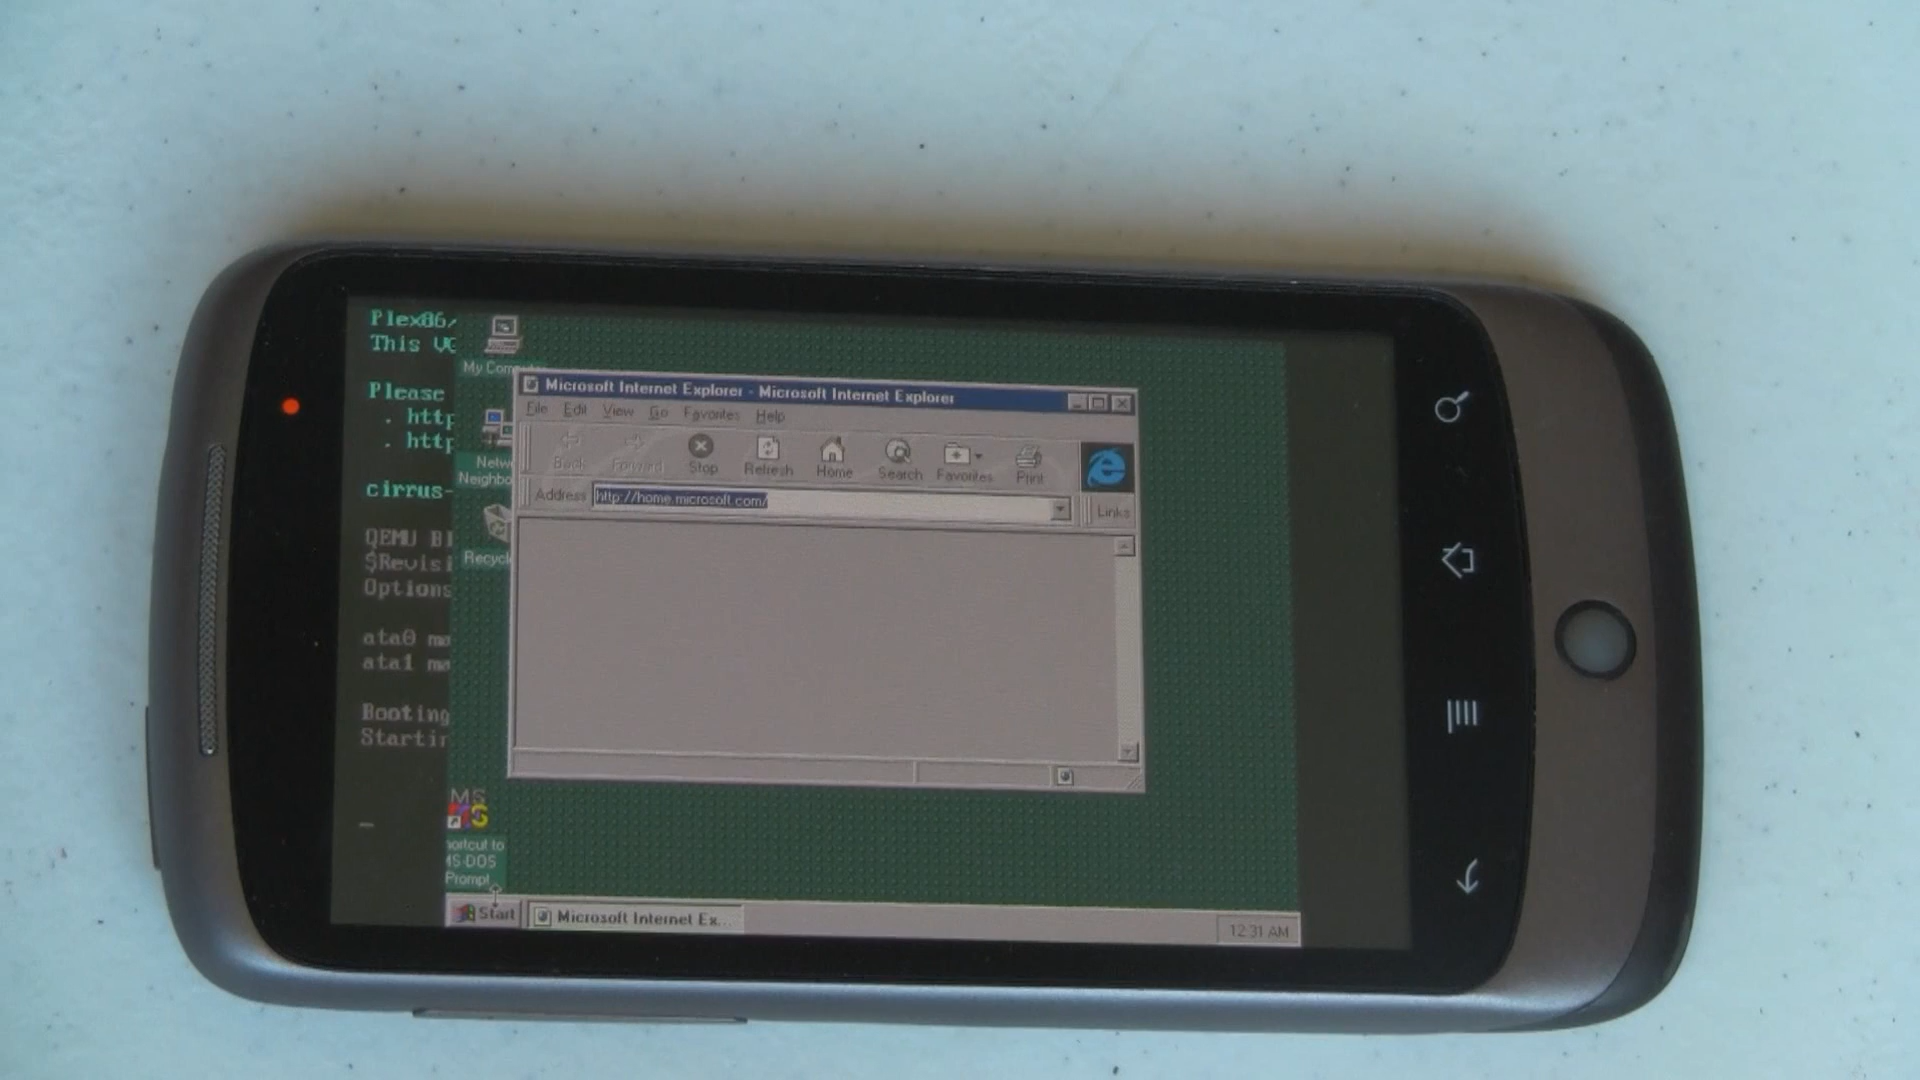 Plex86/
This VG
Please
. http
. http
cirrus-
QEMU BI
$Revisi
Options
ata0 ma
ata1 ma
Booting
Startin
_
My Computer
Netw
Neighbo
Recycl
MS
hortcut to
MS-DOS
Prompt
Microsoft Internet Explorer - Microsoft Internet Explorer
File Edit View Go Favorites Help
Back Forward Stop Refresh Home Search Favorites Print
Address http://home.microsoft.com/ Links
Start Microsoft Internet Ex... 12:31 AM